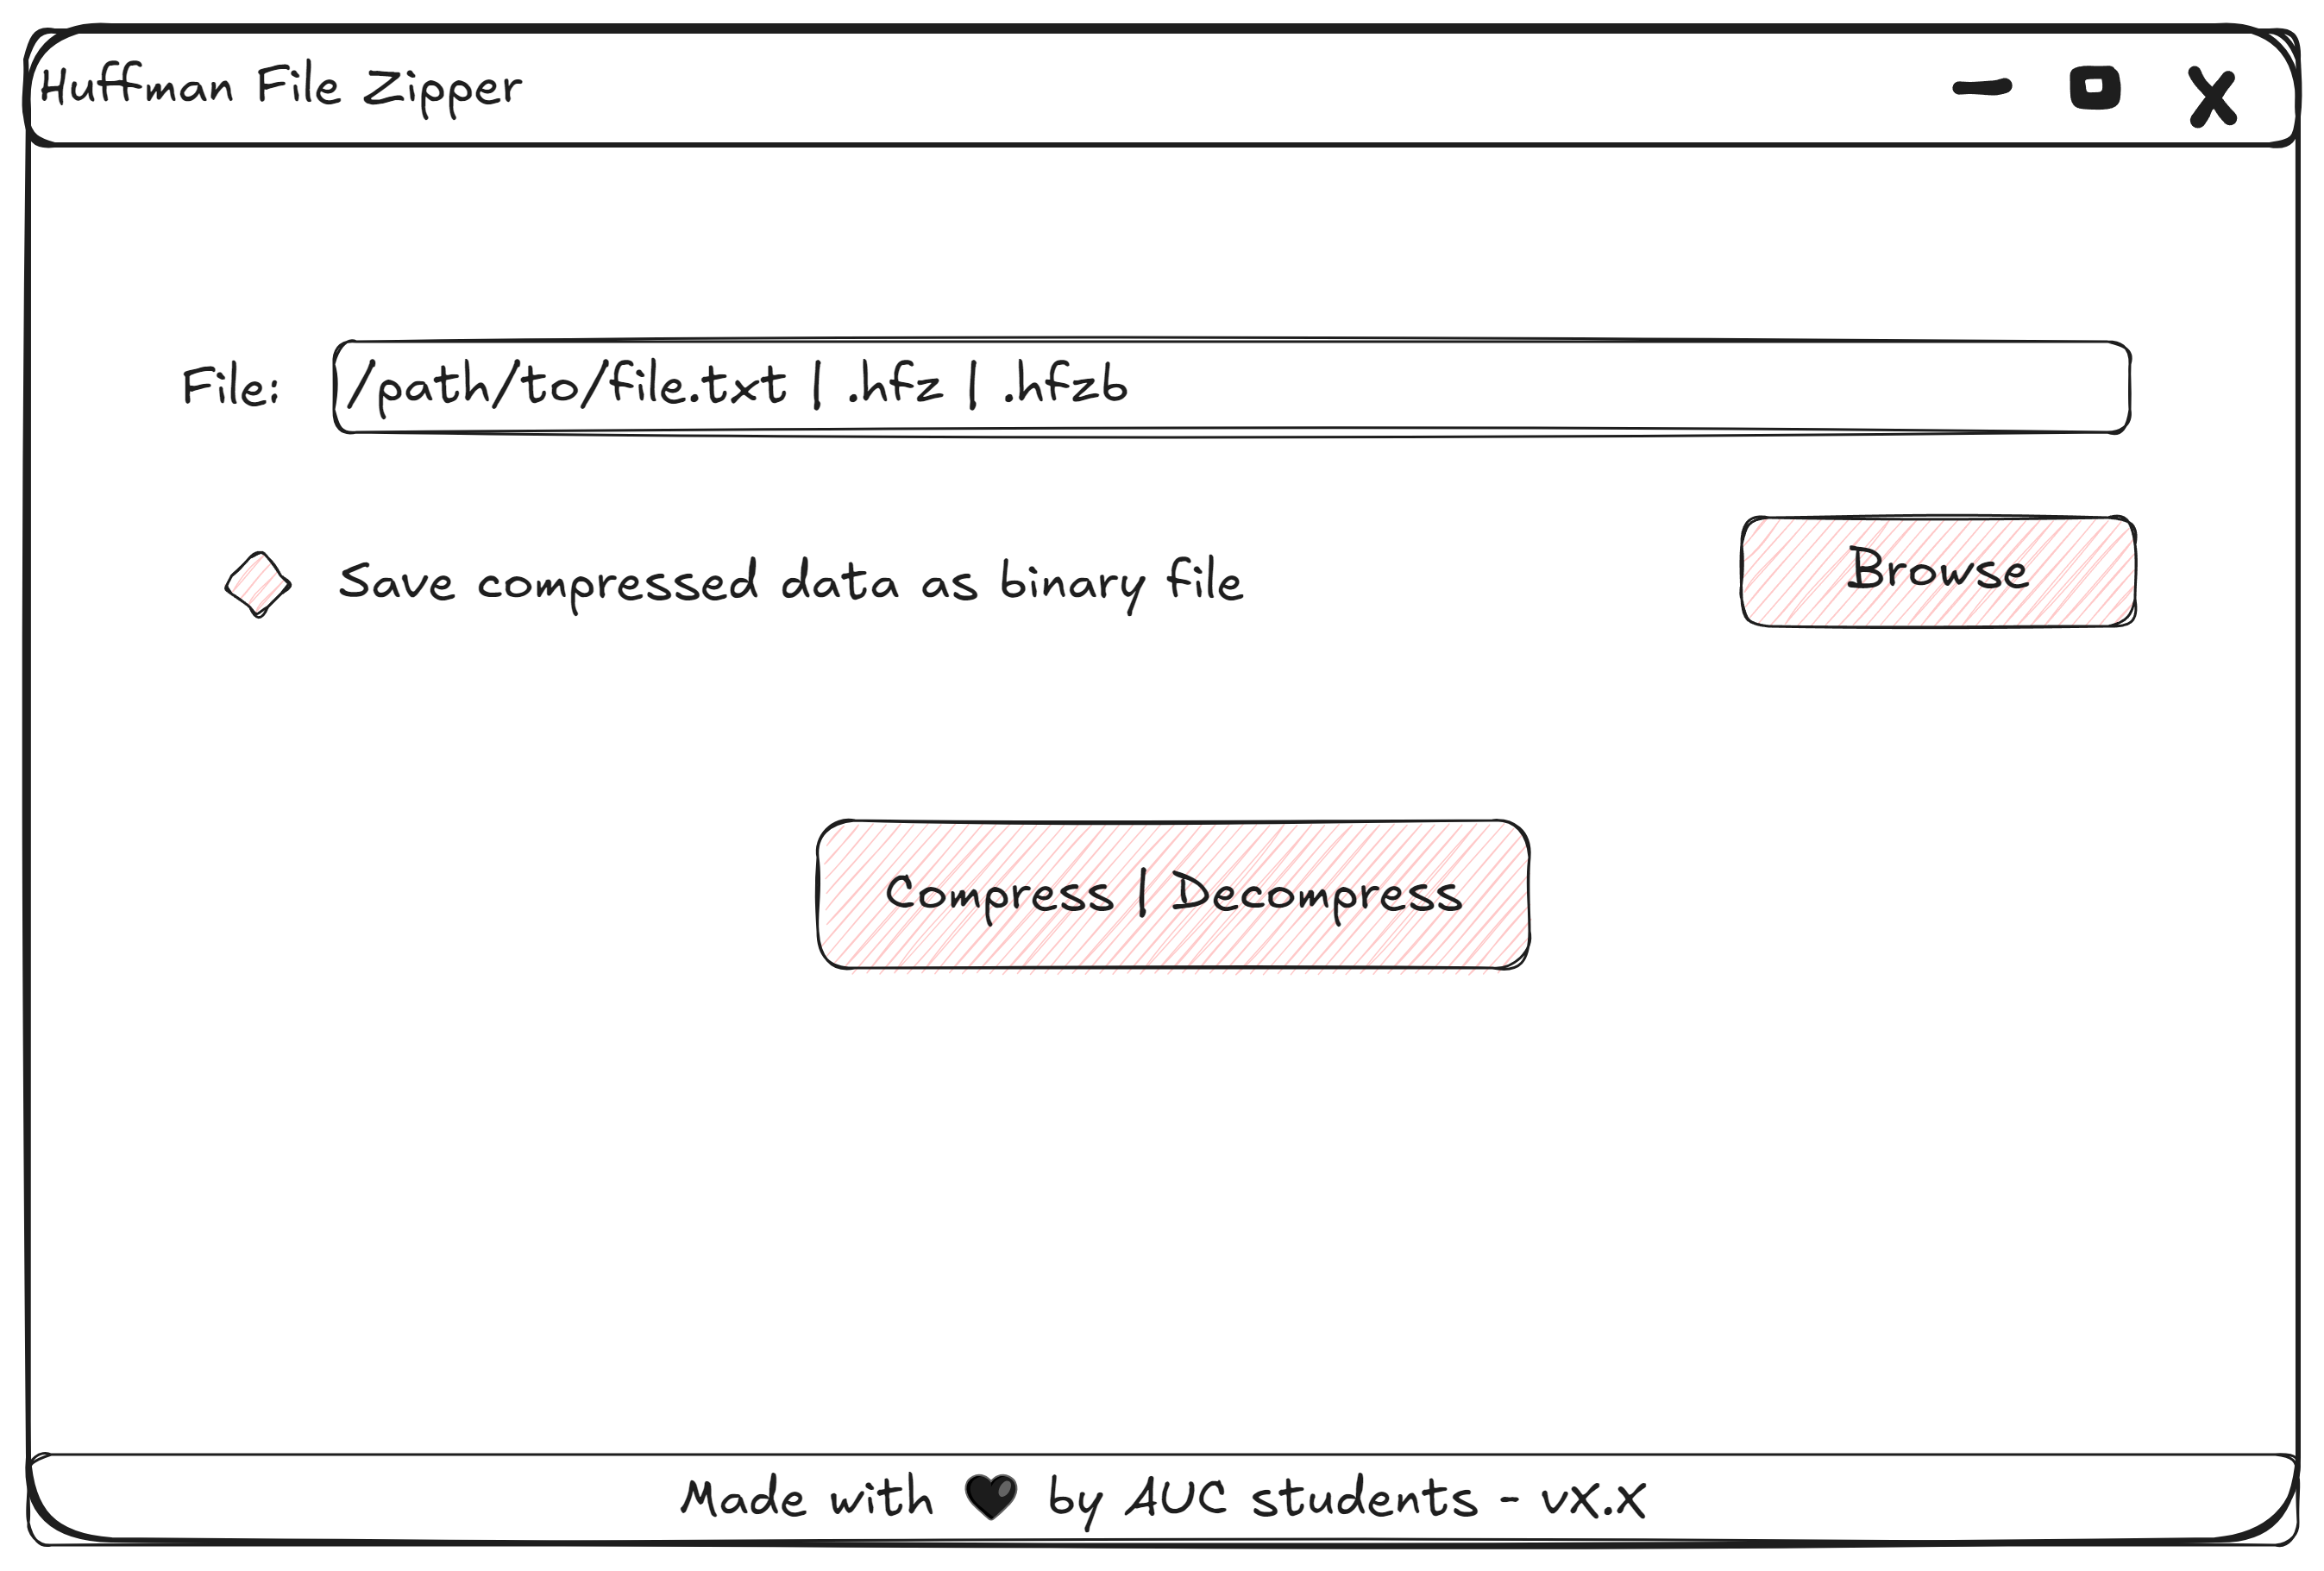 Huffman File Zipper
File: /path/to/file.txt | .hfz | .hfzb
Save compressed data as binary file
Browse
Compress | Decompress
Made with 🖤 by AUC students - vx.x